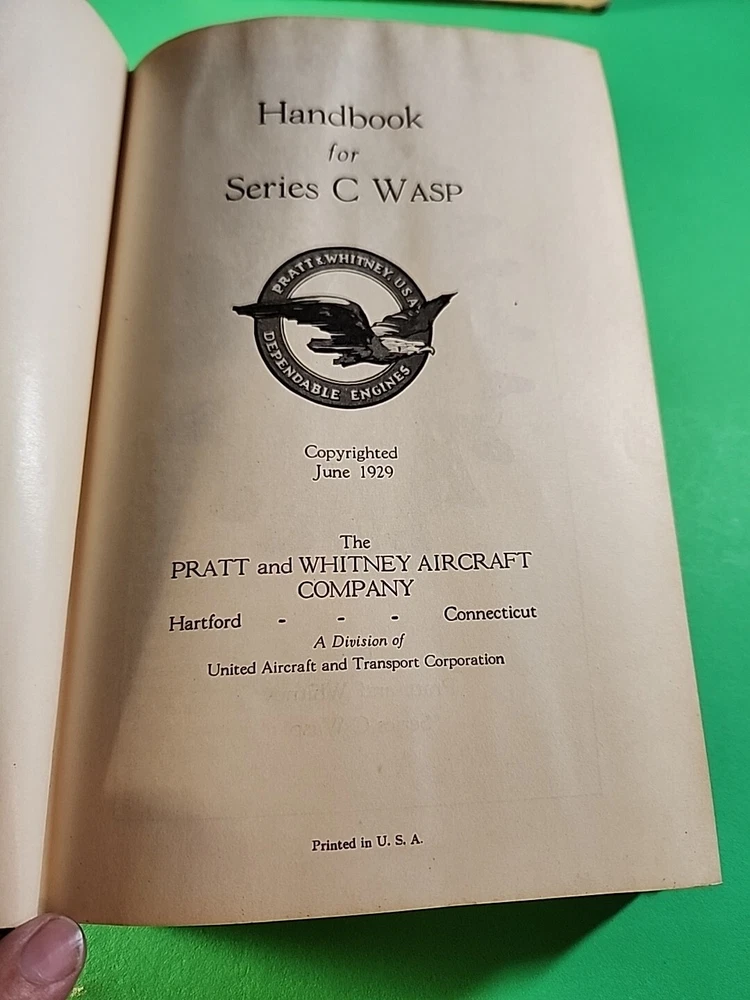 Handbook
for
Series C WASP
PRATT & WHITNEY, U.S.A.
DEPENDABLE ENGINES
Copyrighted
June 1929
The
PRATT and WHITNEY AIRCRAFT
COMPANY
Hartford - - - Connecticut
A Division of
United Aircraft and Transport Corporation
Printed in U. S. A.